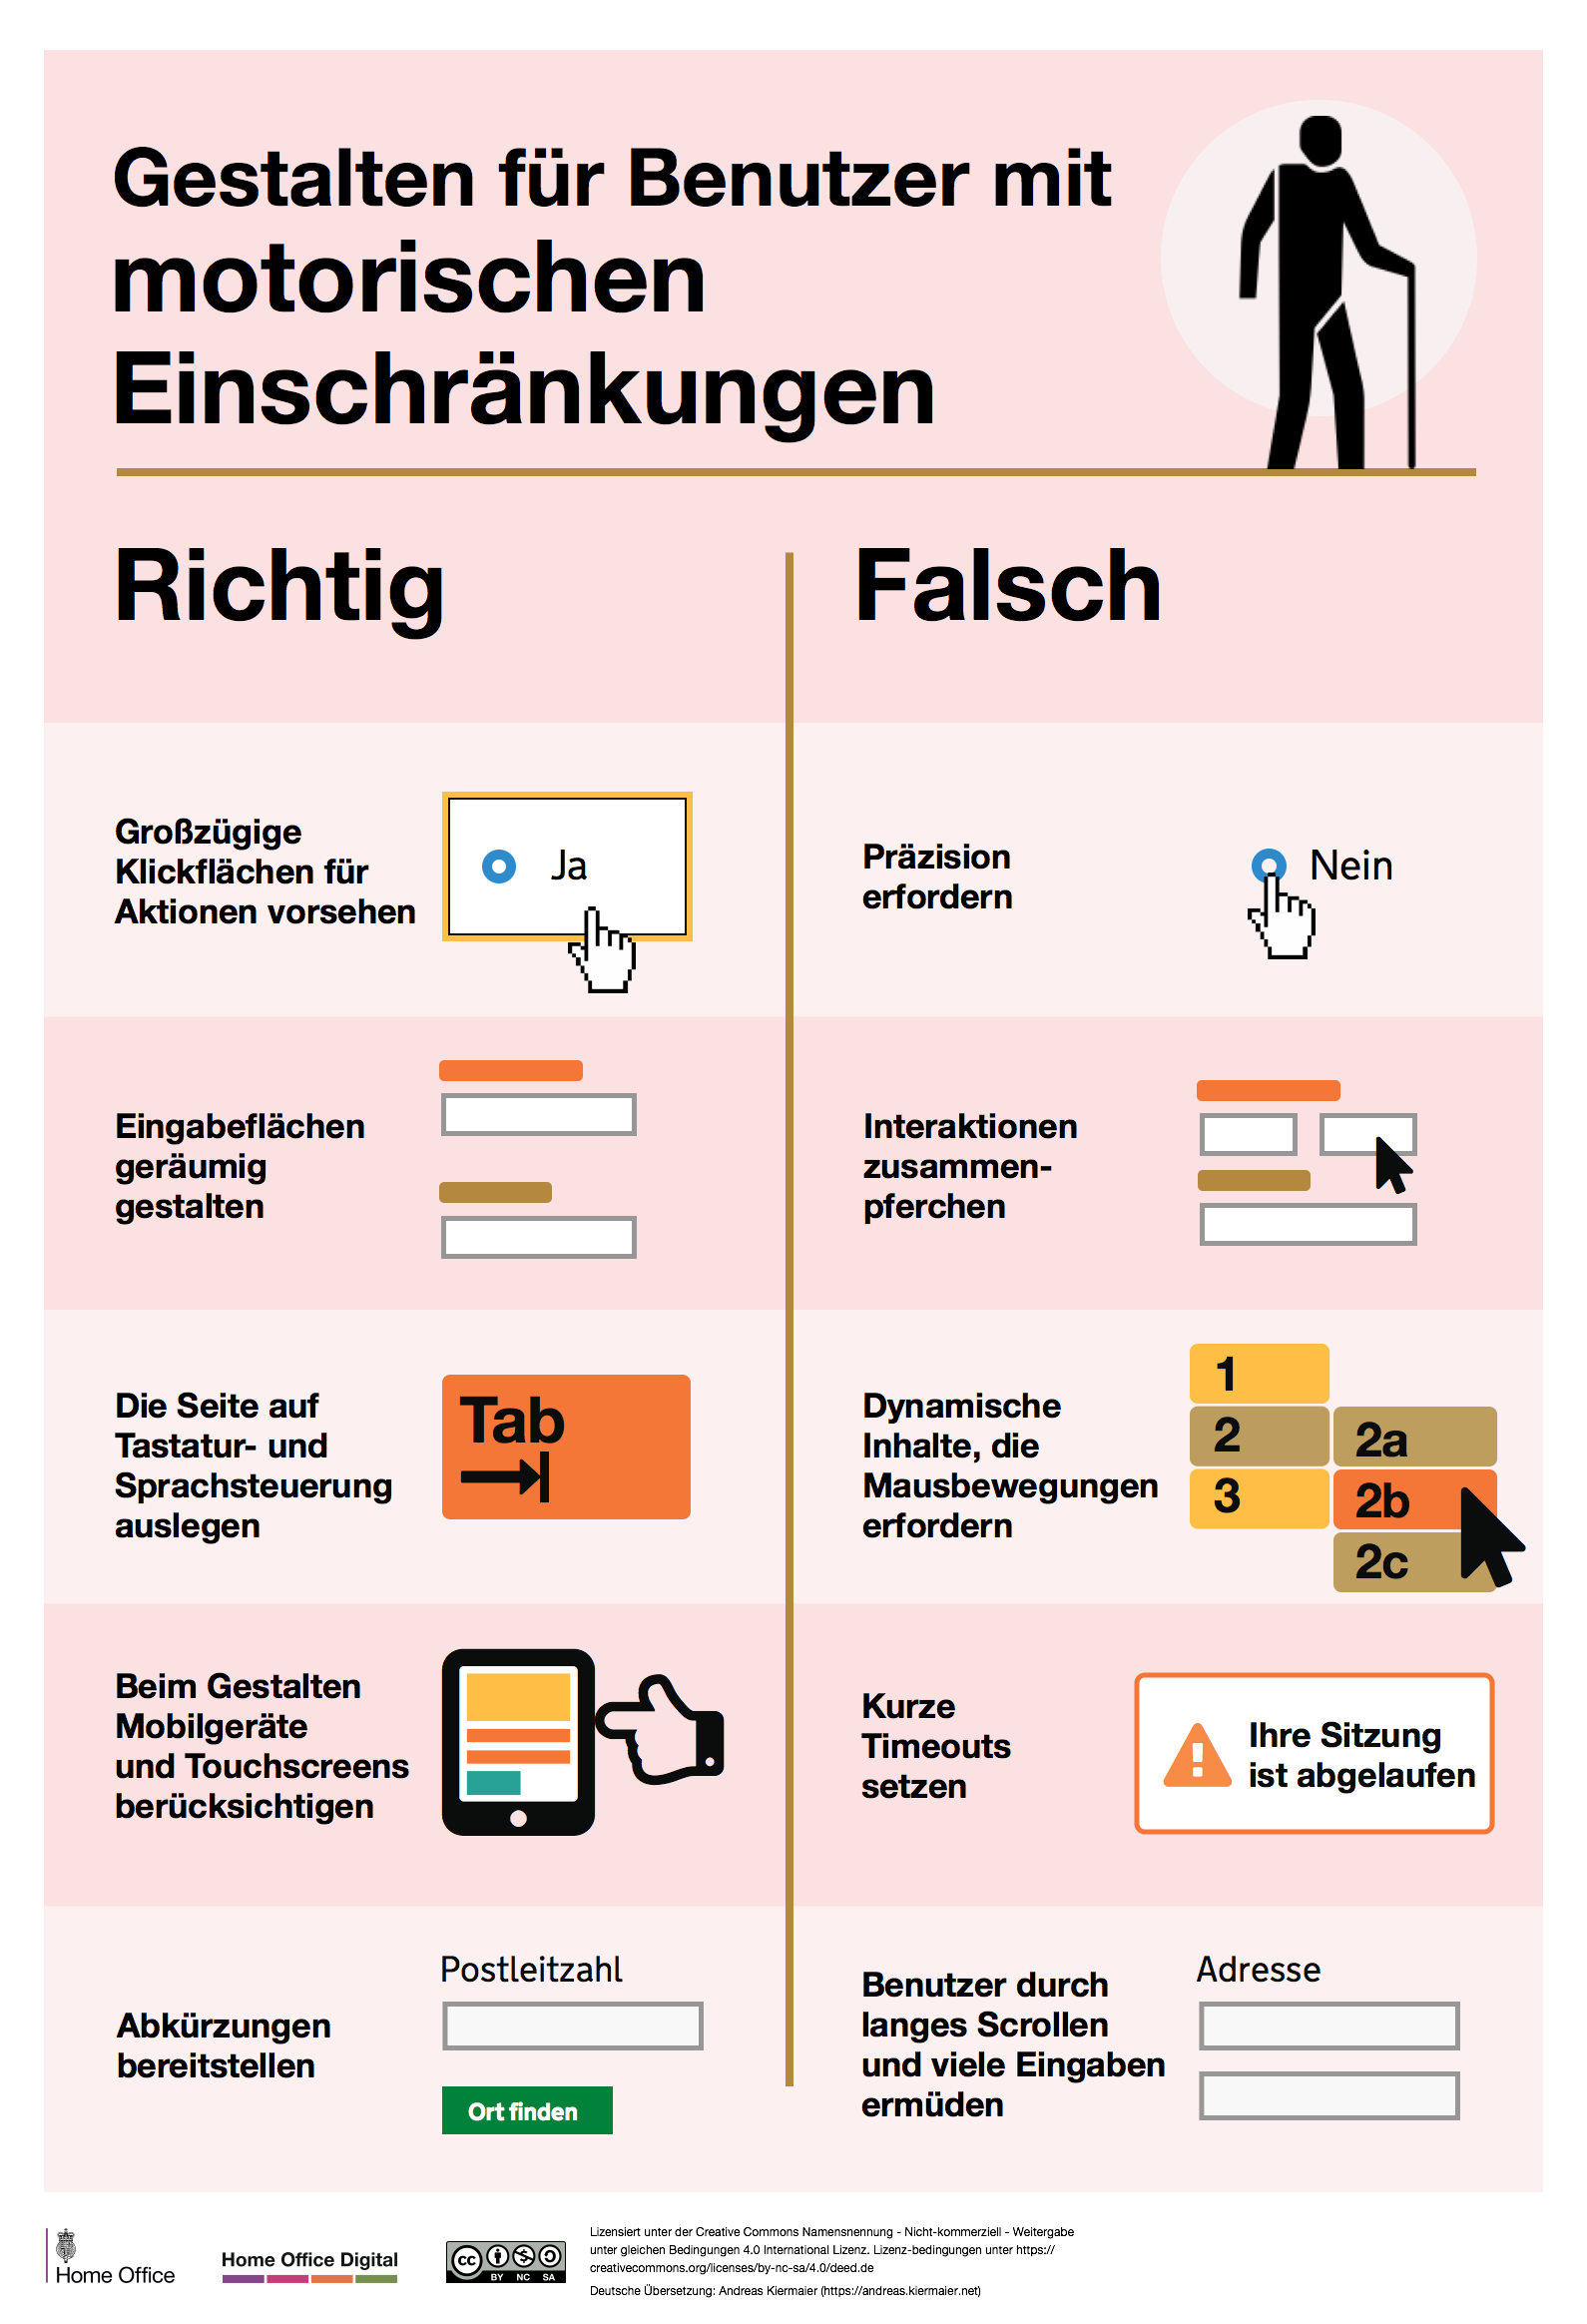 Gestalten für Benutzer mit
motorischen
Einschränkungen
Richtig
Falsch
Großzügige
Klickflächen für
Aktionen vorsehen
Ja
Präzision
erfordern
Nein
Eingabeflächen
geräumig
gestalten
Interaktionen
zusammen-
pferchen
Die Seite auf
Tastatur- und
Sprachsteuerung
auslegen
Tab
Dynamische
Inhalte, die
Mausbewegungen
erfordern
1
2
3
2a
2b
2c
Beim Gestalten
Mobilgeräte
und Touchscreens
berücksichtigen
Kurze
Timeouts
setzen
Ihre Sitzung
ist abgelaufen
Abkürzungen
bereitstellen
Postleitzahl
Ort finden
Benutzer durch
langes Scrollen
und viele Eingaben
ermüden
Adresse
Home Office
Home Office Digital
cc
BY NC SA
Lizensiert unter der Creative Commons Namensnennung - Nicht-kommerziell - Weitergabe
unter gleichen Bedingungen 4.0 International Lizenz. Lizenz-bedingungen unter https://
creativecommons.org/licenses/by-nc-sa/4.0/deed.de
Deutsche Übersetzung: Andreas Kiermaier (https://andreas.kiermaier.net)